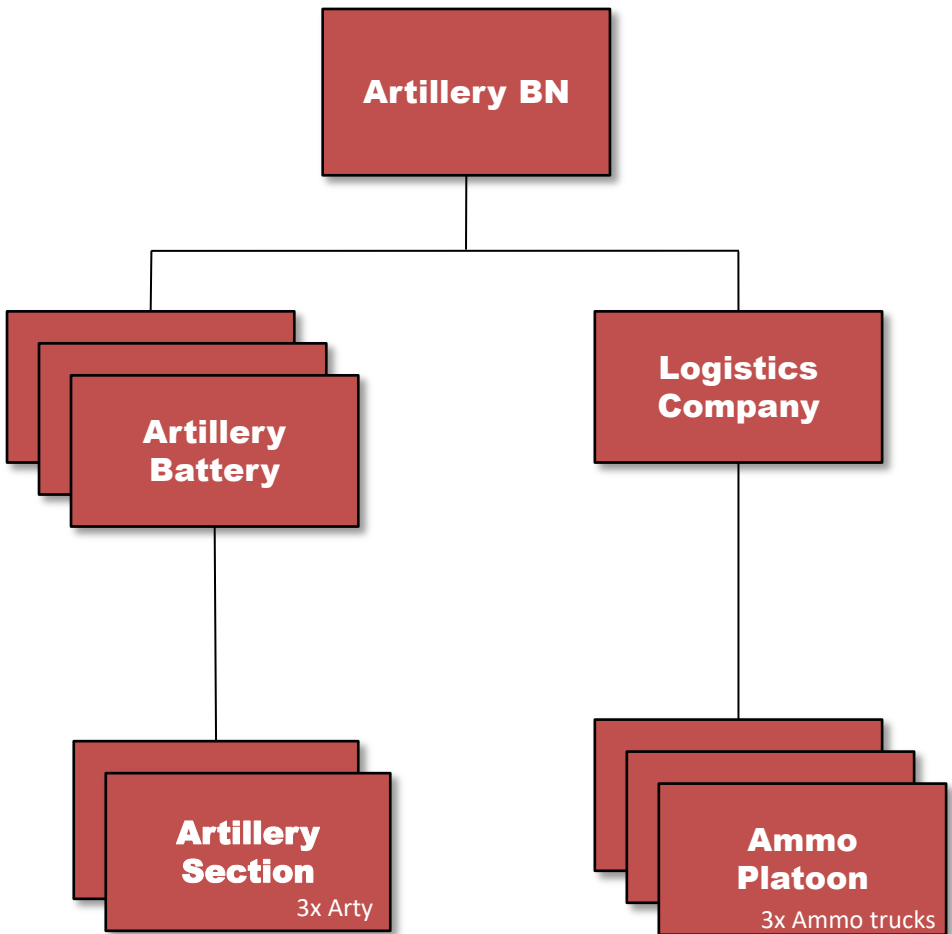 Artillery BN
Artillery
Battery
Logistics
Company
Artillery
Section
3x Arty
Ammo
Platoon
3x Ammo trucks